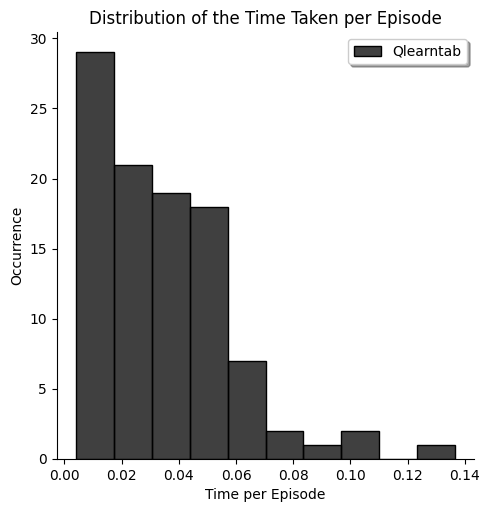 Distribution of the Time Taken per Episode
Qlearntab
30
25
20
15
10
5
0
Occurrence
0.00 0.02 0.04 0.06 0.08 0.10 0.12 0.14
Time per Episode